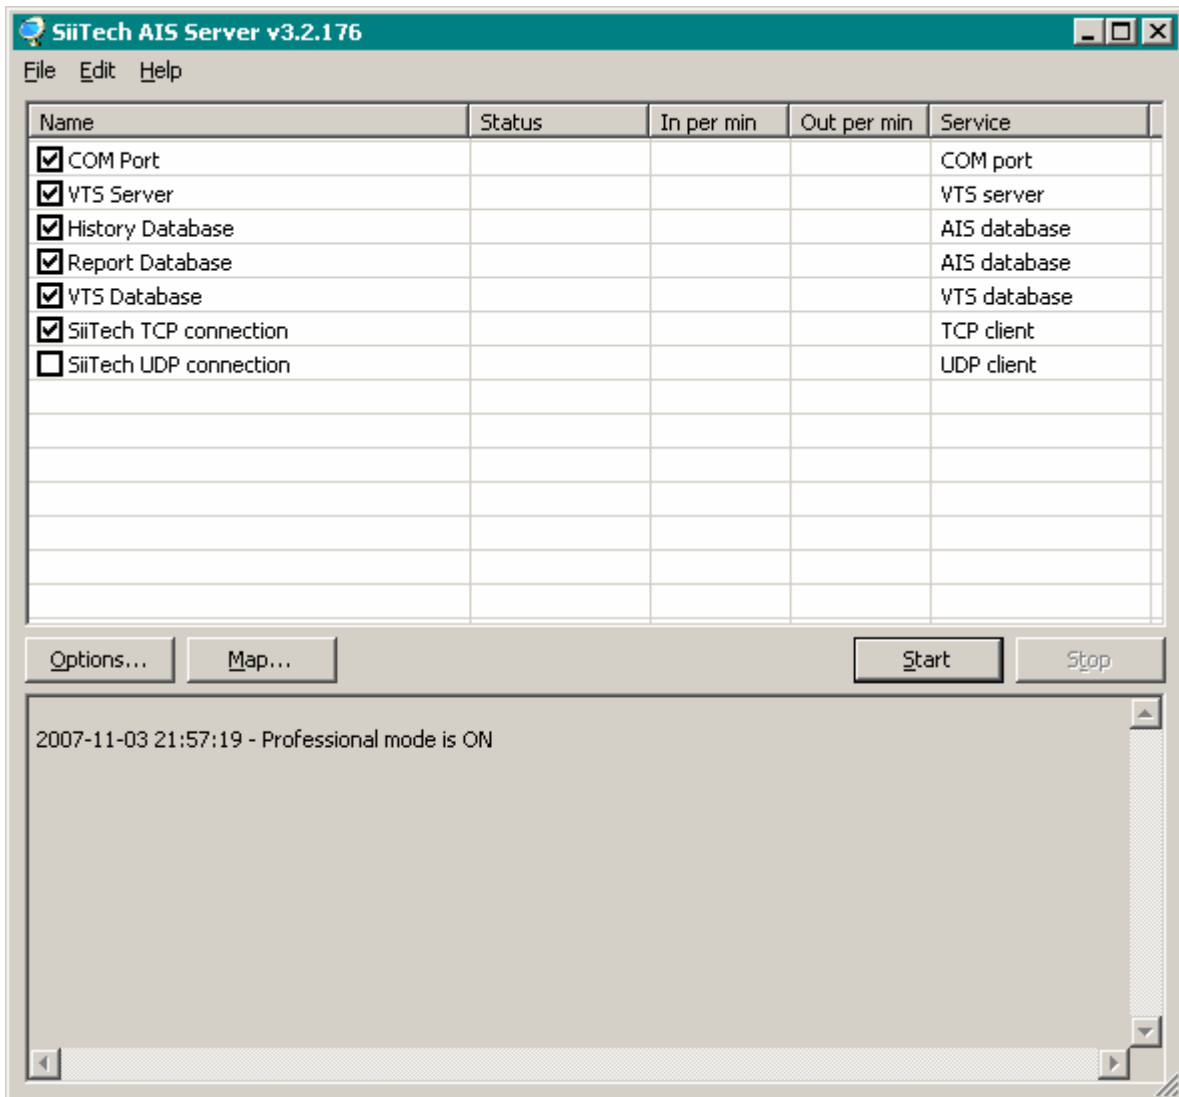 SiiTech AIS Server v3.2.176
File Edit Help
Name Status In per min Out per min Service
COM Port COM port
VTS Server VTS server
History Database AIS database
Report Database AIS database
VTS Database VTS database
SiiTech TCP connection TCP client
SiiTech UDP connection UDP client
Options... Map... Start Stop
2007-11-03 21:57:19 - Professional mode is ON